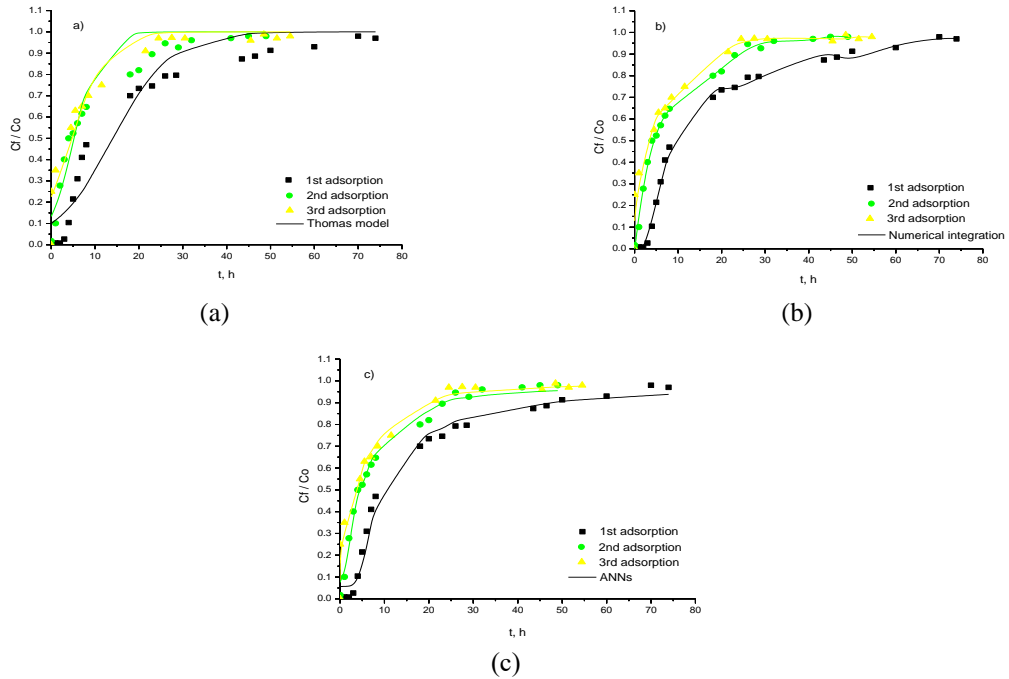 a)
1.1
1.0
0.9
0.8
0.7
0.6
0.5
0.4
0.3
0.2
0.1
0.0
Cf / Co
1st adsorption
2nd adsorption
3rd adsorption
Thomas model
0 10 20 30 40 50 60 70 80
t, h
(a)
b)
1.1
1.0
0.9
0.8
0.7
0.6
0.5
0.4
0.3
0.2
0.1
0.0
Cf / Co
1st adsorption
2nd adsorption
3rd adsorption
Numerical integration
0 10 20 30 40 50 60 70 80
t, h
(b)
c)
1.1
1.0
0.9
0.8
0.7
0.6
0.5
0.4
0.3
0.2
0.1
0.0
Cf / Co
1st adsorption
2nd adsorption
3rd adsorption
ANNs
0 10 20 30 40 50 60 70 80
t, h
(c)